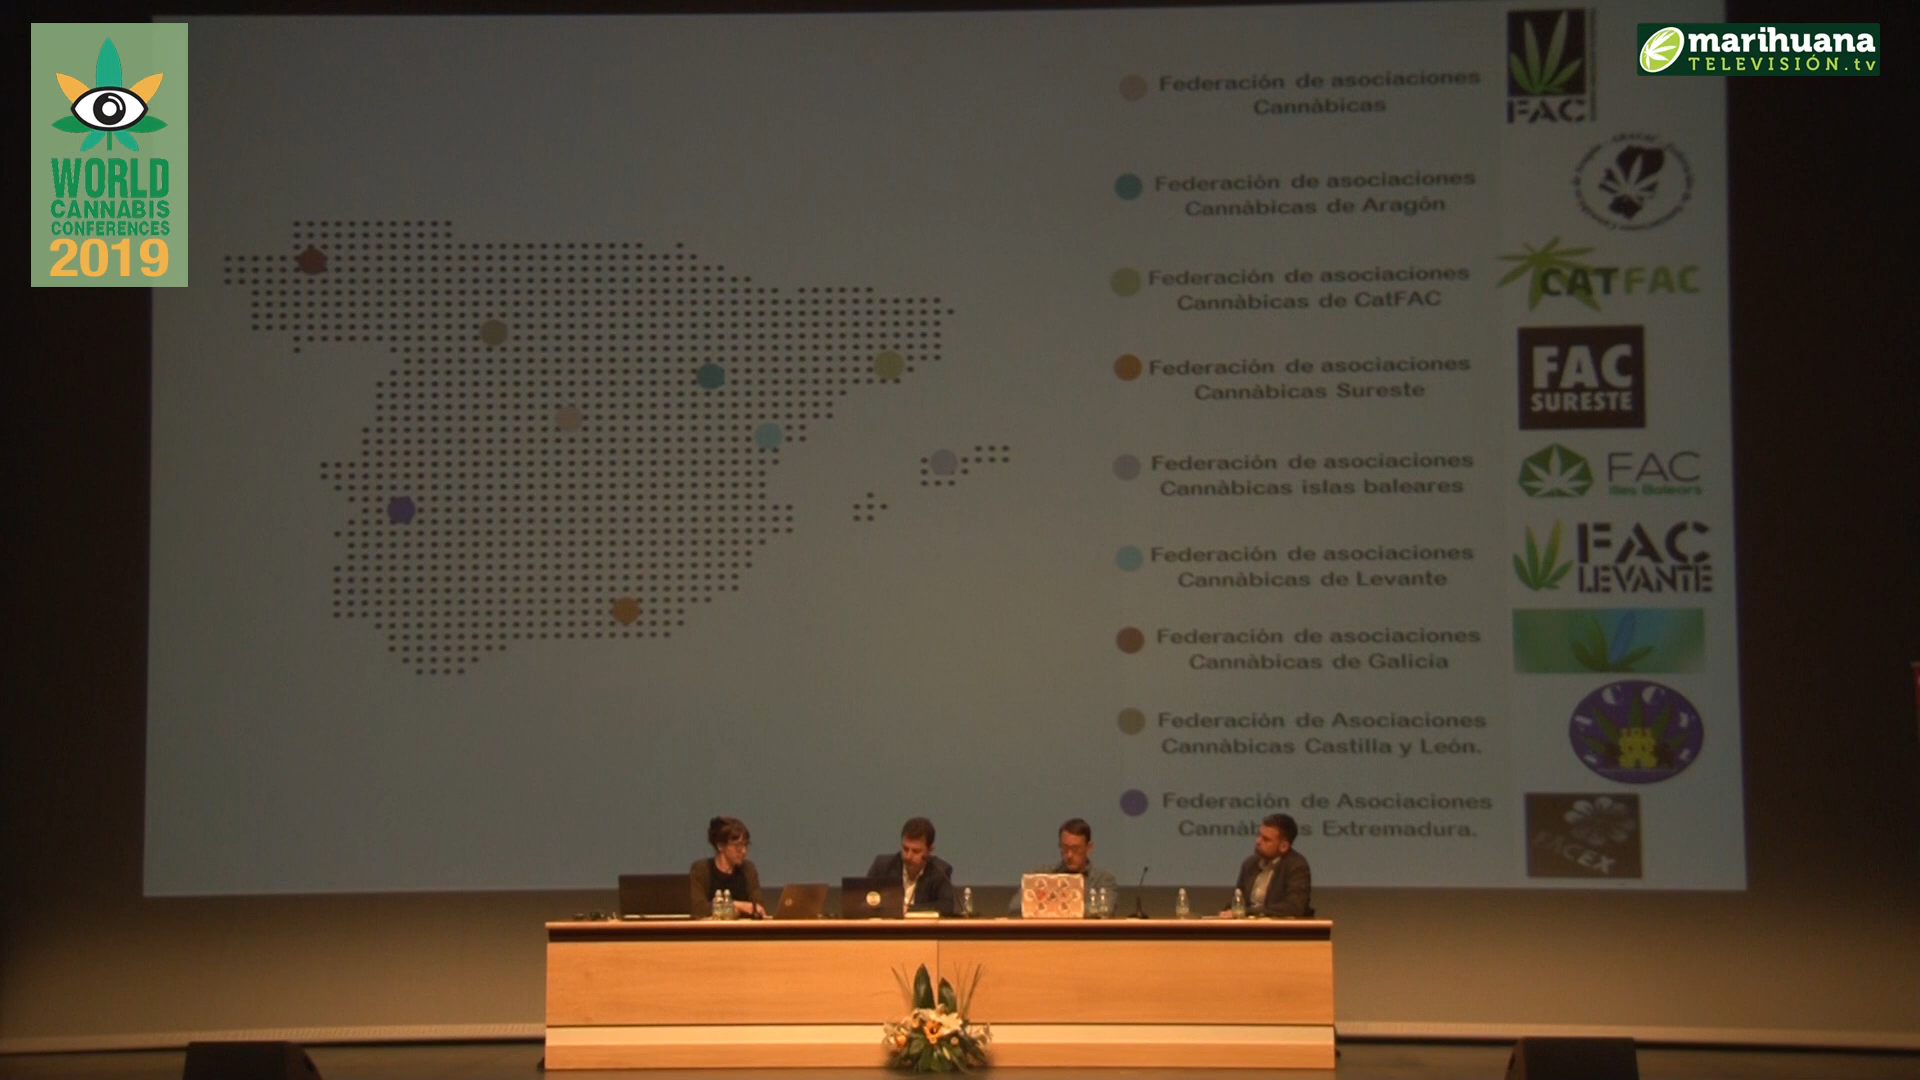 WORLD
CANNABIS
CONFERENCES
2019
marihuana
TELEVISIÓN.tv
Federación de asociaciones
Cannàbicas
FAC
Federación de asociaciones
Cannàbicas de Aragón
Federación de asociaciones
Cannàbicas de CatFAC
CATFAC
Federación de asociaciones
Cannàbicas Sureste
FAC
SURESTE
Federación de asociaciones
Cannàbicas islas baleares
FAC
Illes Balears
Federación de asociaciones
Cannàbicas de Levante
FAC
LEVANTE
Federación de asociaciones
Cannàbicas de Galicia
Federación de Asociaciones
Cannàbicas Castilla y León.
Federación de Asociaciones
Extremadura.
FACEX